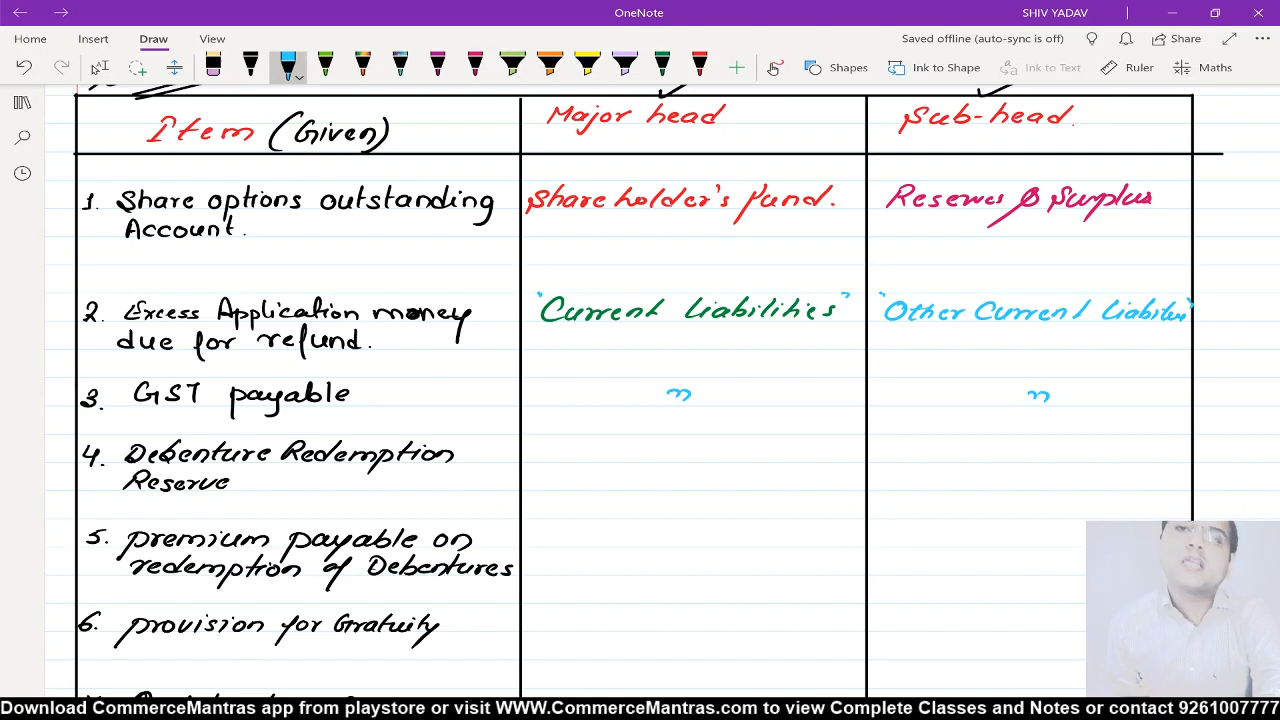 OneNote
SHIV YADAV
Home Insert Draw View
Saved offline (auto-sync is off)
Share
Shapes
Ink to Shape
Ink to Text
Ruler
Maths
Item (Given)
Major head
Sub-head.
1. Share options outstanding
Account.
Shareholder's Fund.
Reserves & Surplus
2. Excess Application money
due for refund.
"Current Liabilities"
"Other Current Liabilities"
3. GST payable
4. Debenture Redemption
Reserve
5. premium payable on
redemption of Debentures
6. provision for Gratuity
Download CommerceMantras app from playstore or visit WWW.CommerceMantras.com to view Complete Classes and Notes or contact 9261007777